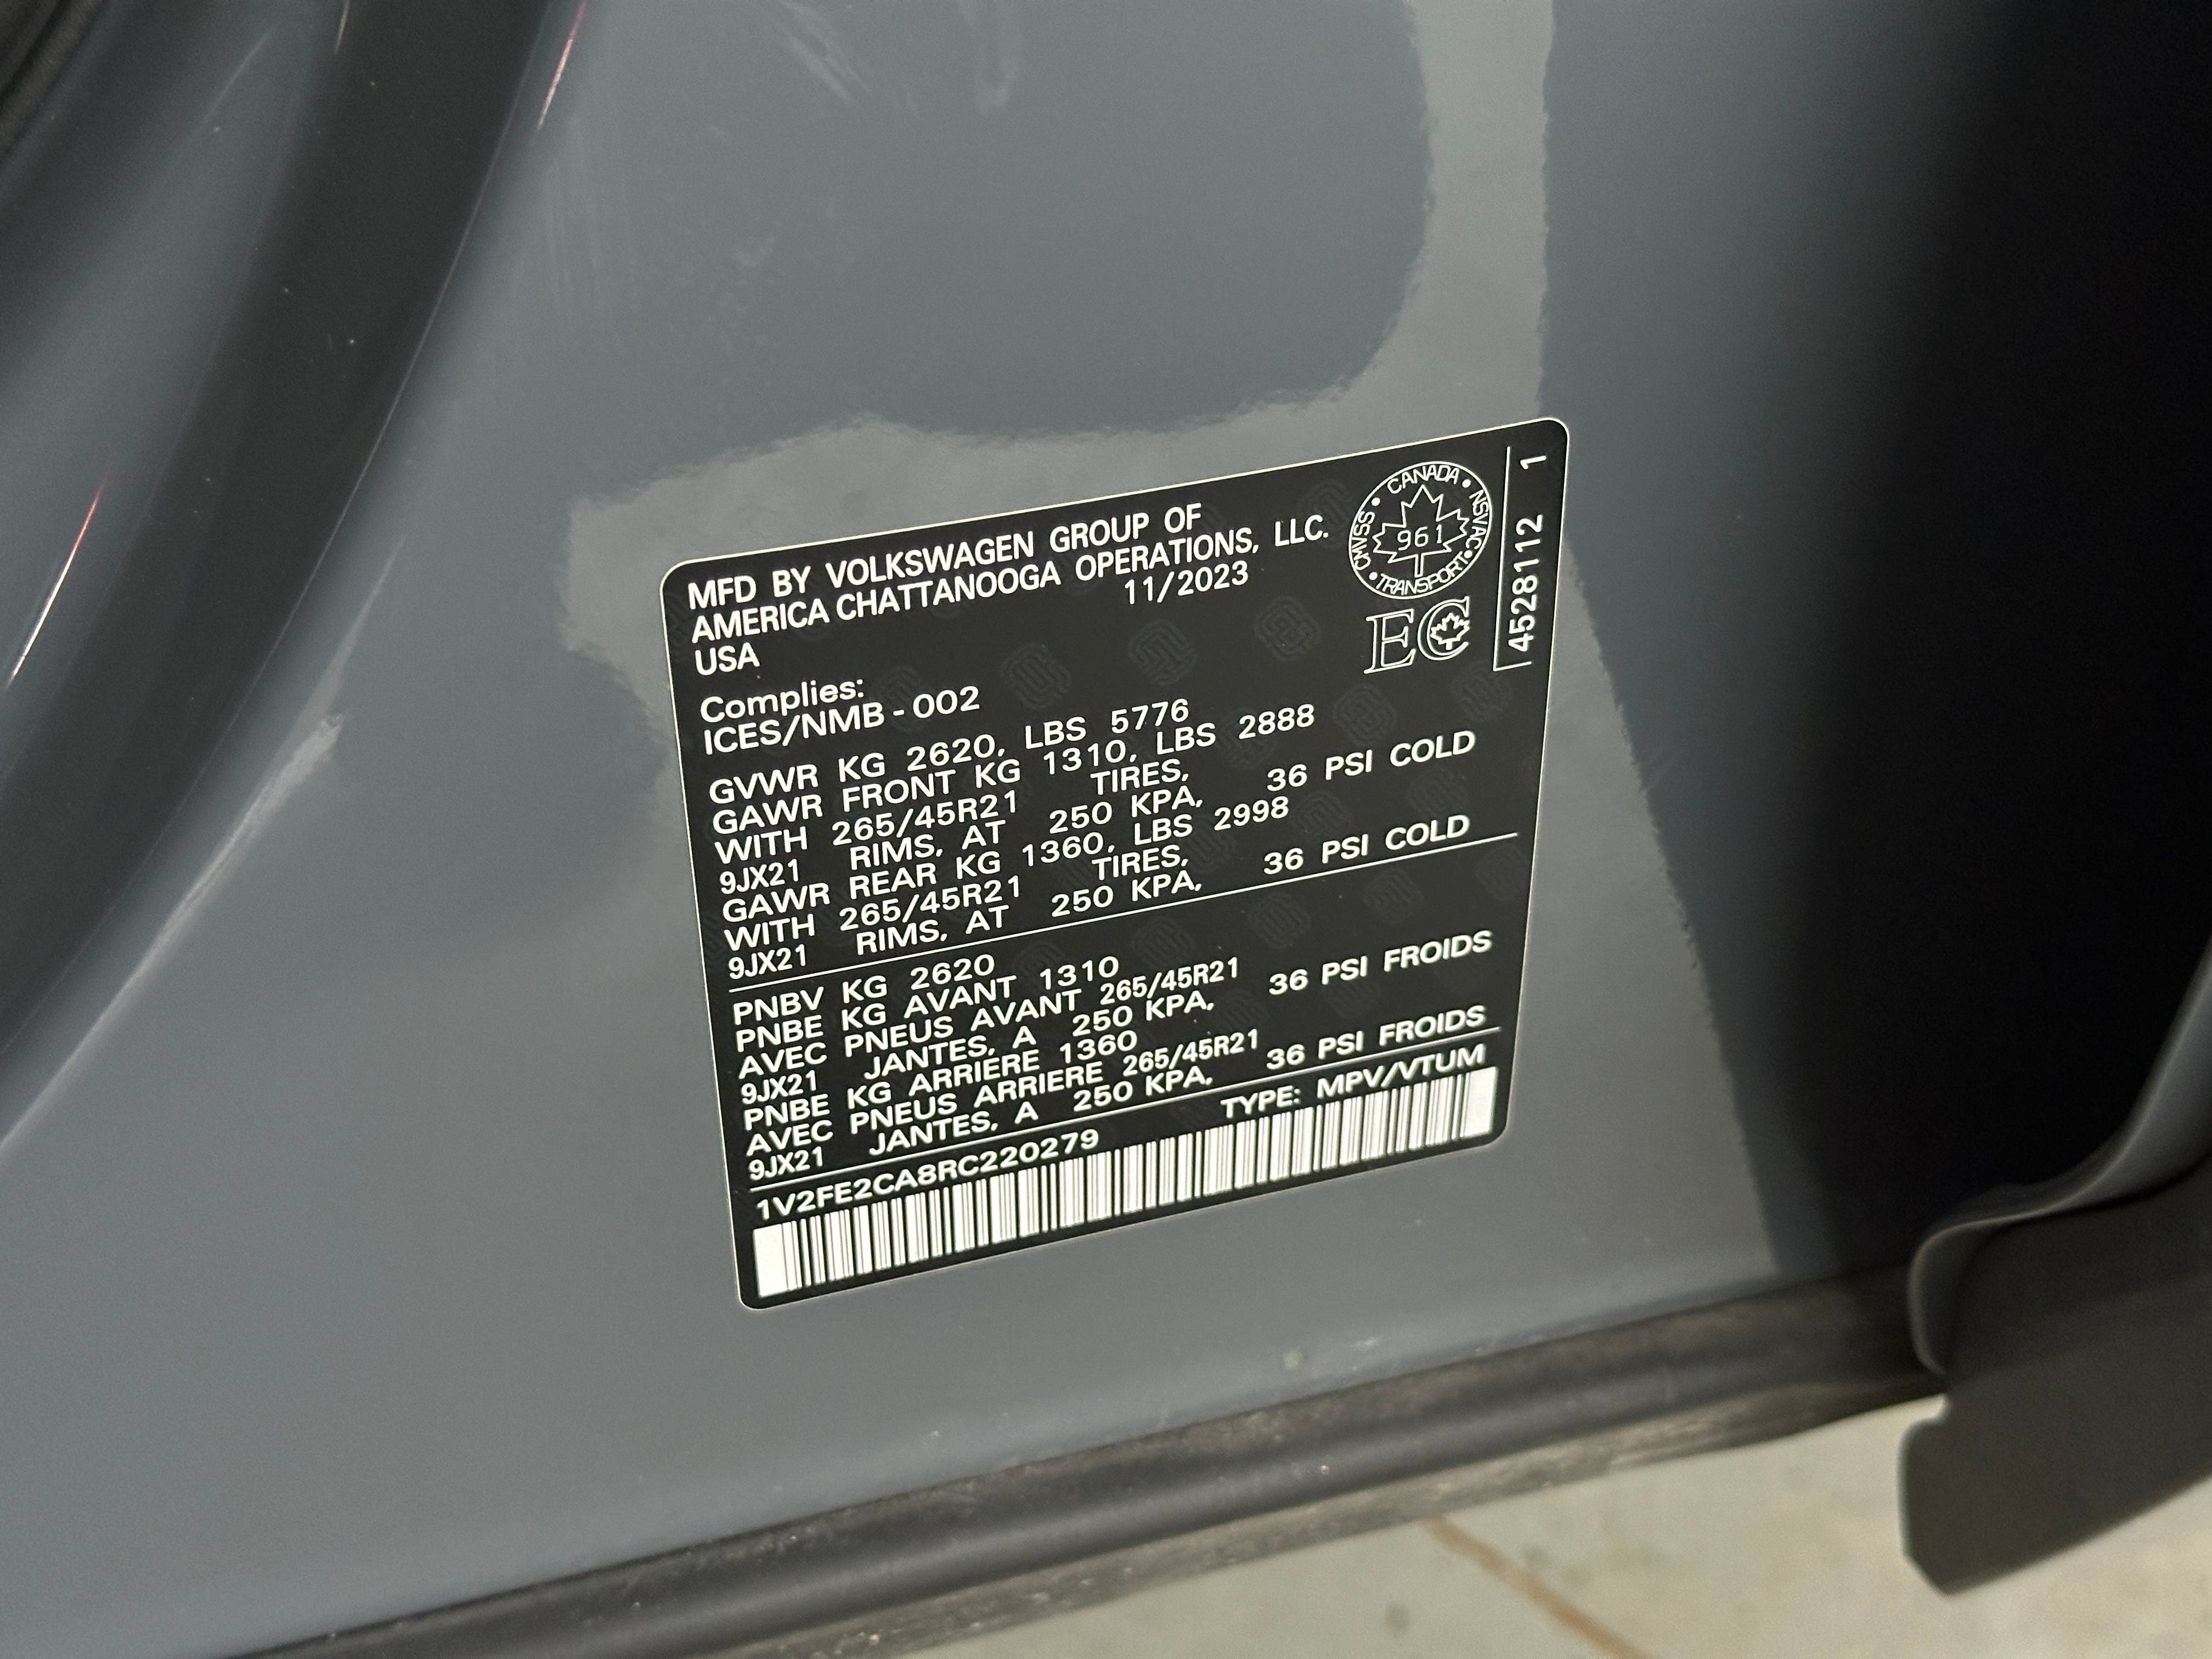 MFD BY VOLKSWAGEN GROUP OF
AMERICA CHATTANOOGA OPERATIONS, LLC.
USA 11/2023
CANADA
NSVAC
TRANSPORT
CMVSS
961
EC
4528112 1
Complies:
ICES/NMB-002
GVWR KG 2620, LBS 5776
GAWR FRONT KG 1310, LBS 2888
WITH 265/45R21 TIRES,
9JX21 RIMS, AT 250 KPA, 36 PSI COLD
GAWR REAR KG 1360, LBS 2998
WITH 265/45R21 TIRES,
9JX21 RIMS, AT 250 KPA, 36 PSI COLD
PNBV KG 2620
PNBE KG AVANT 1310
AVEC PNEUS AVANT 265/45R21
9JX21 JANTES, A 250 KPA, 36 PSI FROIDS
PNBE KG ARRIERE 1360
AVEC PNEUS ARRIERE 265/45R21
9JX21 JANTES, A 250 KPA, 36 PSI FROIDS
1V2FE2CA8RC220279 TYPE: MPV/VTUM